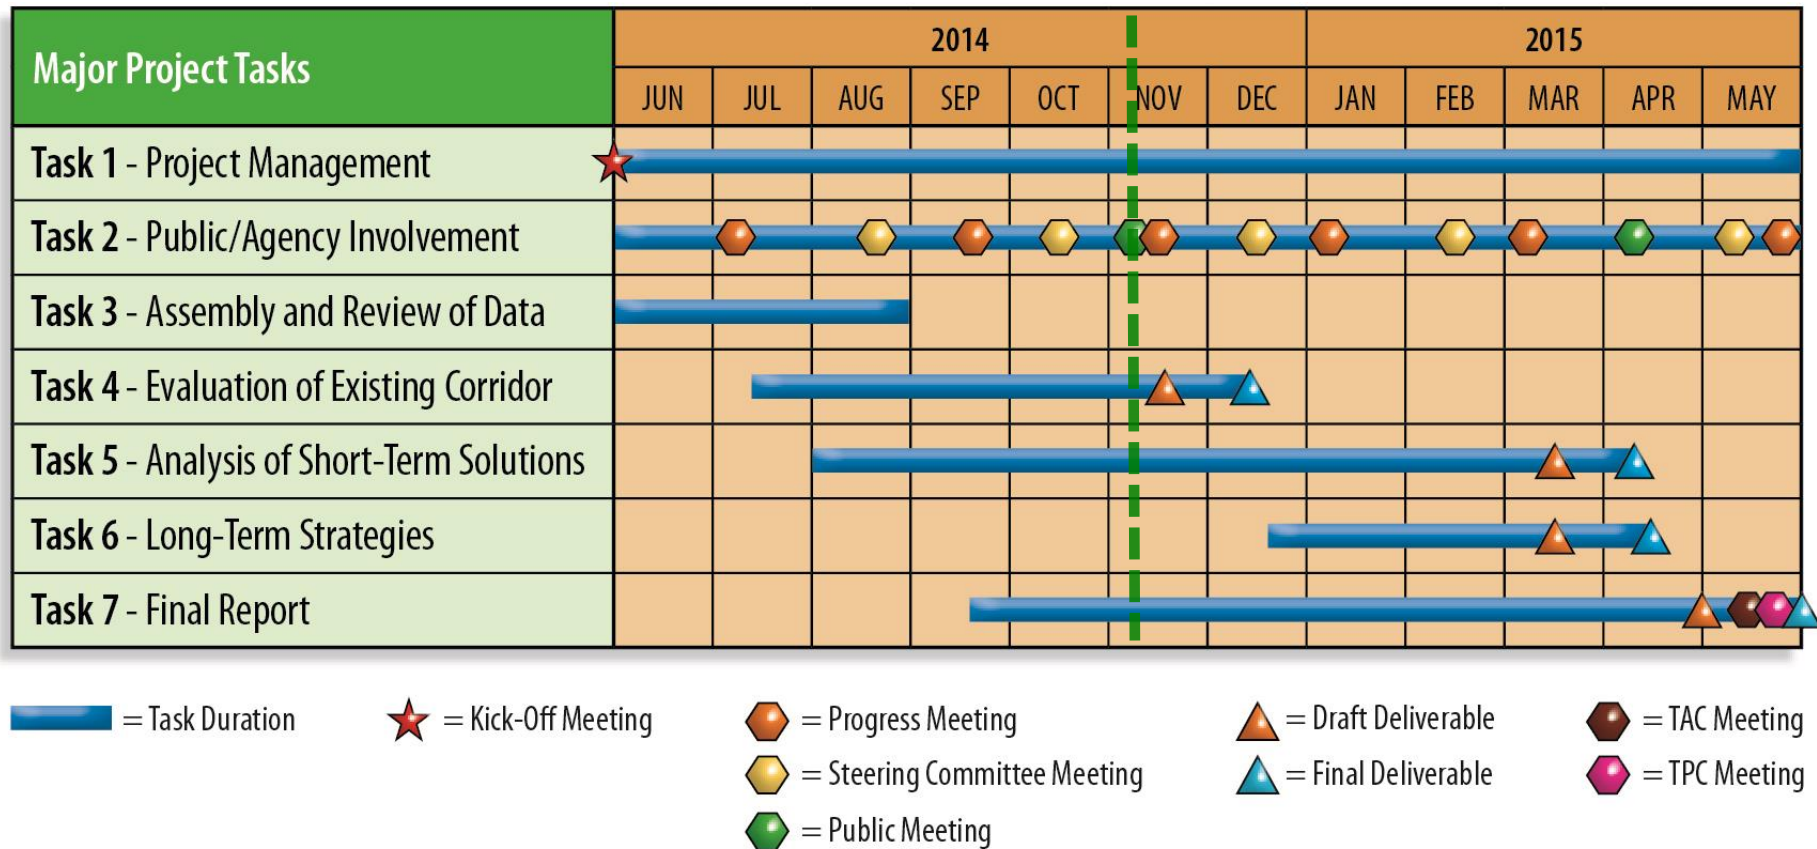 Major Project Tasks
2014
2015
JUN JUL AUG SEP OCT NOV DEC JAN FEB MAR APR MAY
Task 1 - Project Management
Task 2 - Public/Agency Involvement
Task 3 - Assembly and Review of Data
Task 4 - Evaluation of Existing Corridor
Task 5 - Analysis of Short-Term Solutions
Task 6 - Long-Term Strategies
Task 7 - Final Report
= Task Duration
= Kick-Off Meeting
= Progress Meeting
= Steering Committee Meeting
= Public Meeting
= Draft Deliverable
= Final Deliverable
= TAC Meeting
= TPC Meeting